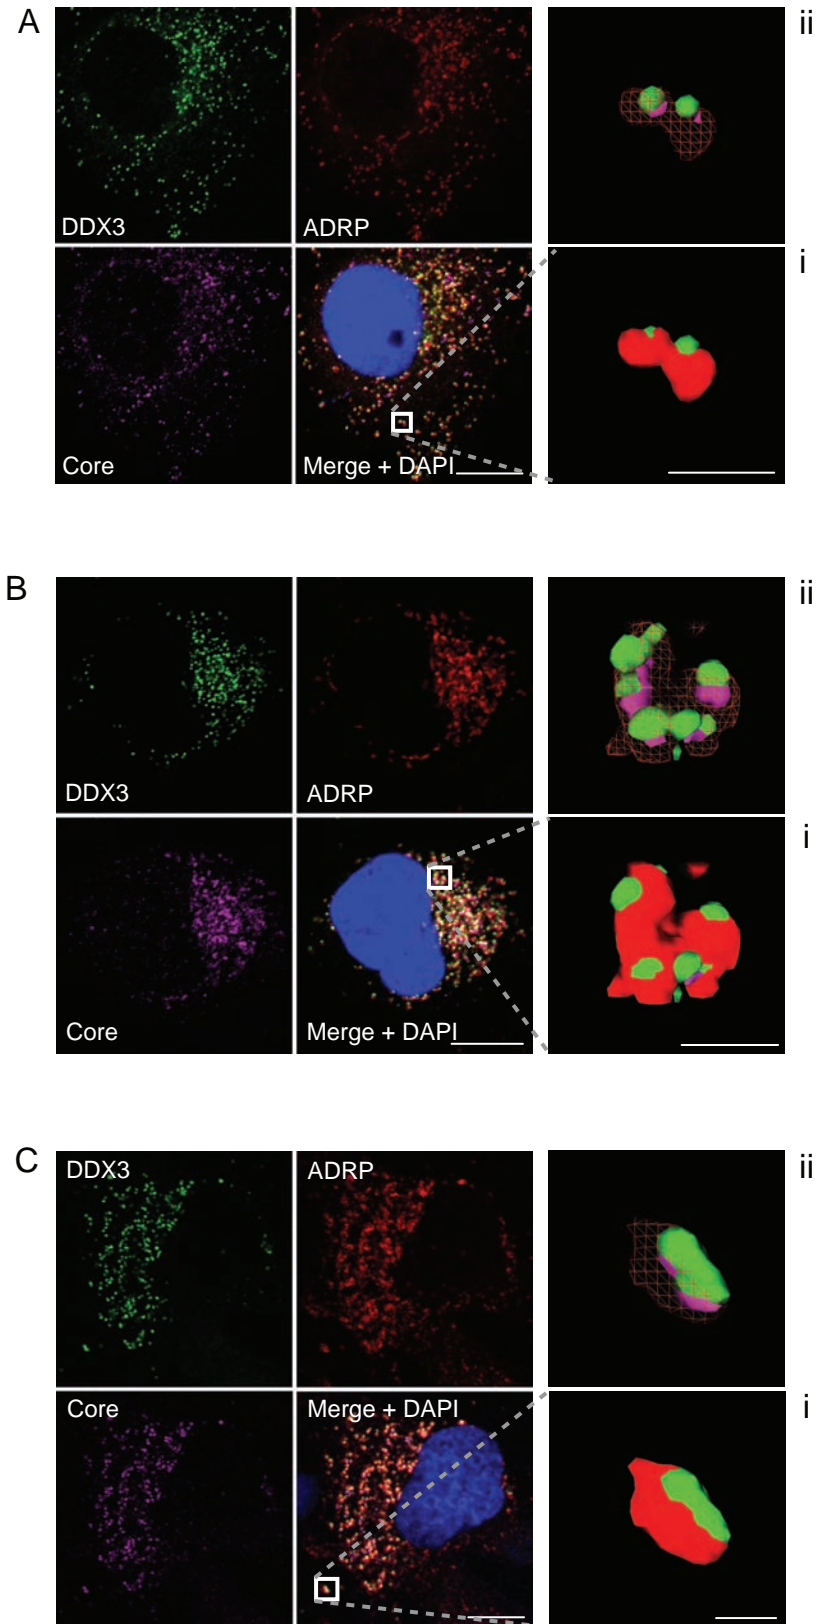 A
ii
DDX3
ADRP
i
Core
Merge + DAPI
B
ii
DDX3
ADRP
i
Core
Merge + DAPI
C
DDX3
ADRP
ii
Core
Merge + DAPI
i